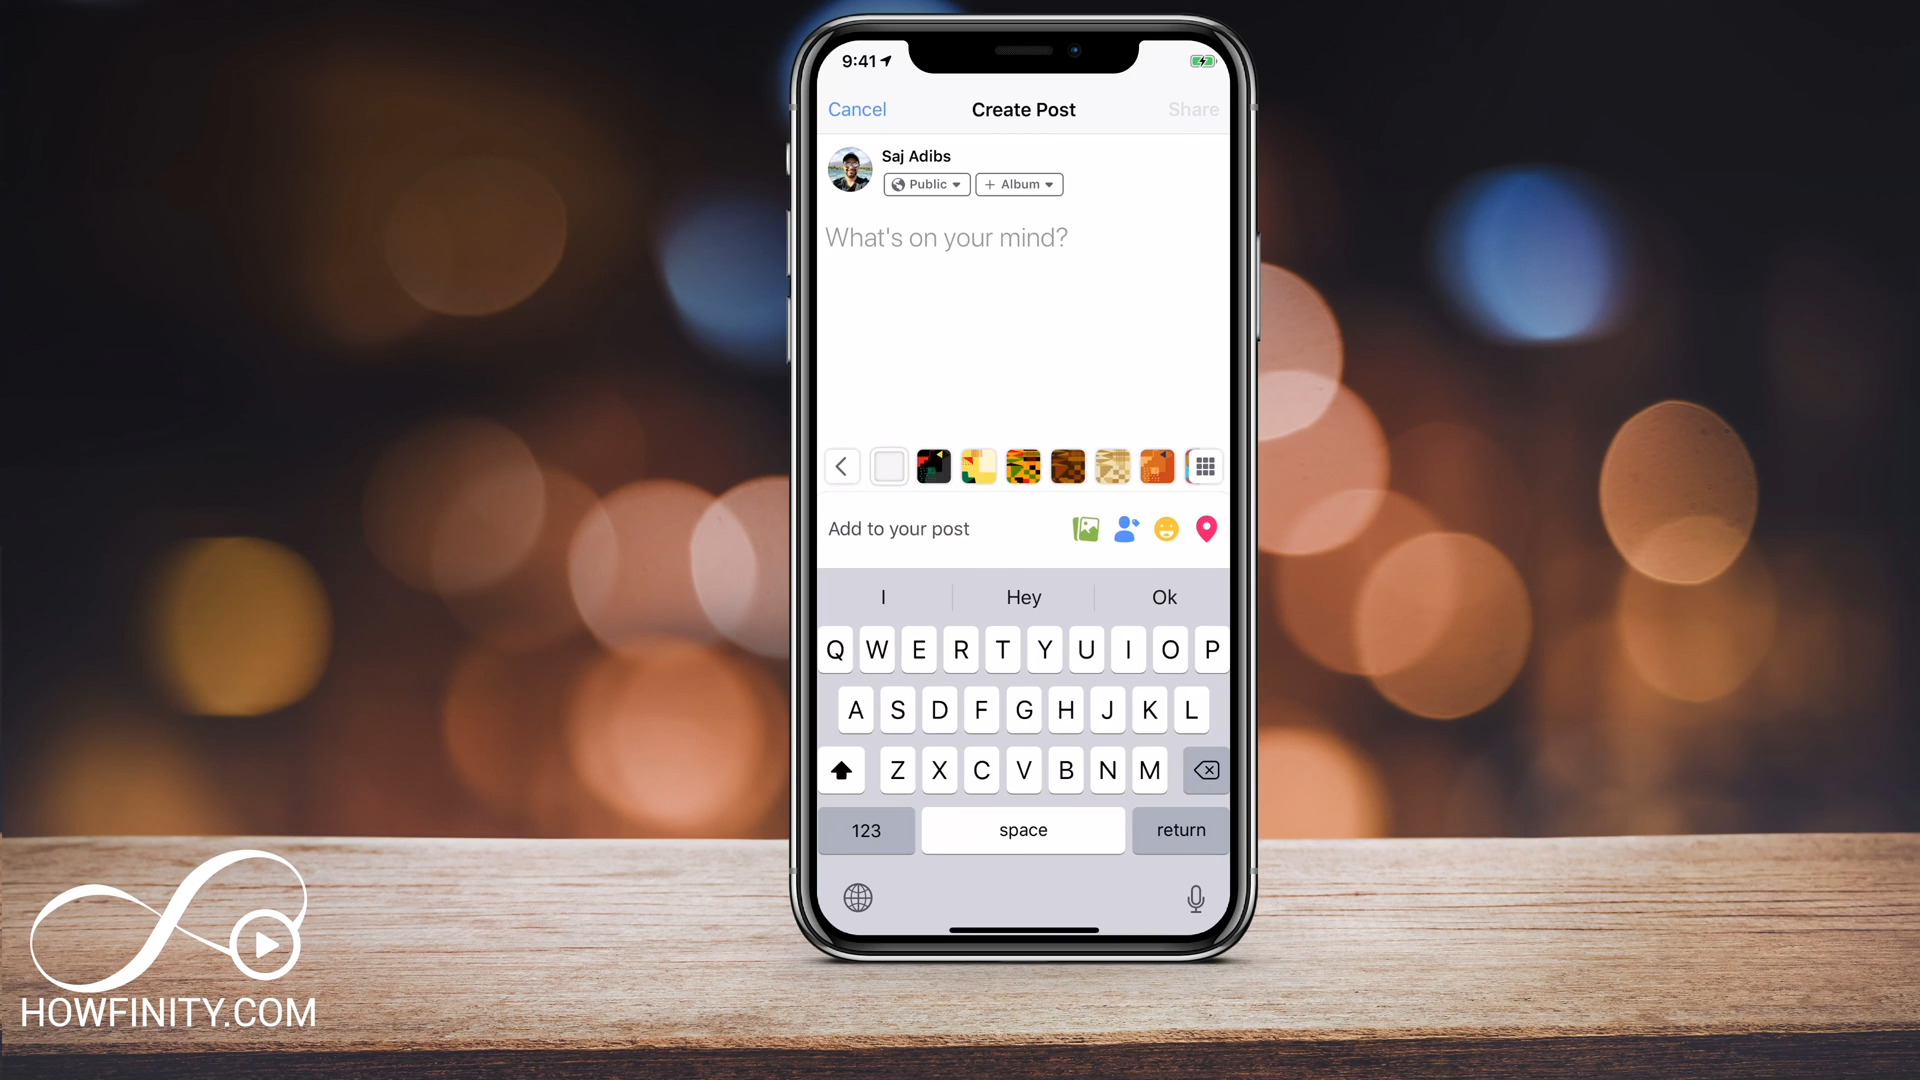 9:41
Cancel Create Post Share
Saj Adibs
Public + Album
What's on your mind?
Add to your post
I Hey Ok
Q W E R T Y U I O P
A S D F G H J K L
Z X C V B N M
123 space return
HOWFINITY.COM